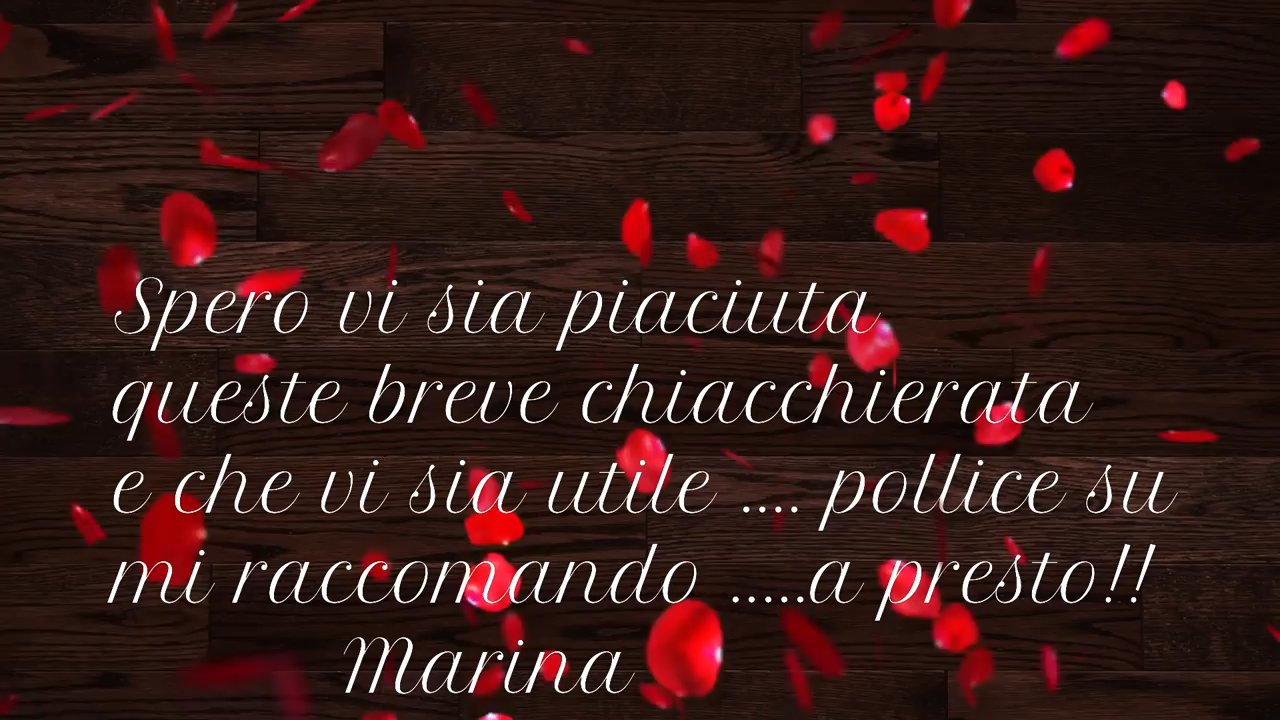 Spero vi sia piaciuta
queste breve chiacchierata
e che vi sia utile .... pollice su
mi raccomando .....a presto!!
Marina